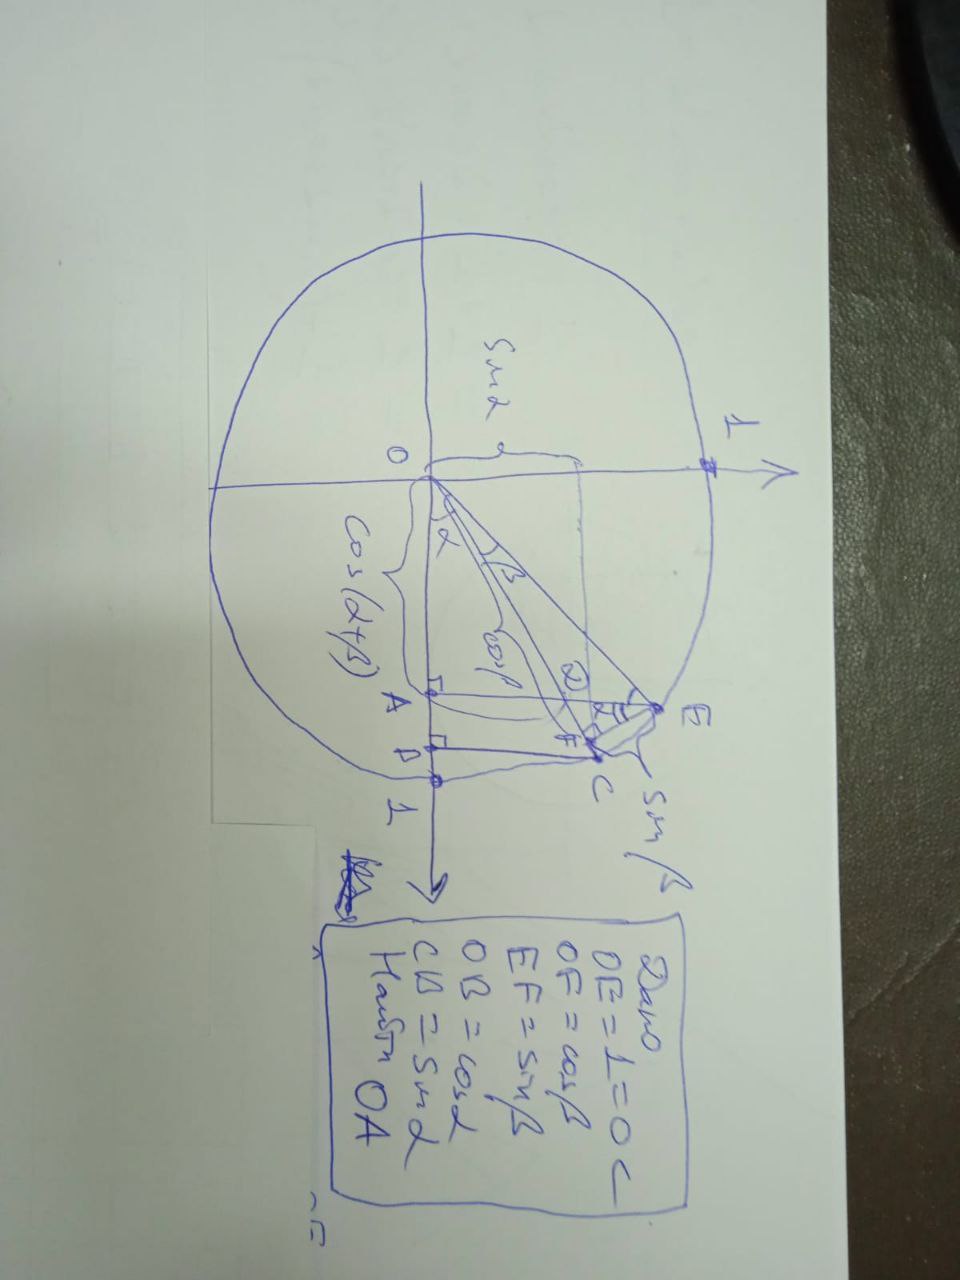 1
sin α
O
α
β
cos β
cos(α+β)
D
α
E
F
C
sin β
A
B
1
Дано
OE = 1 = OC
OF = cos β
EF = sin β
OB = cos α
CB = sin α
Найти OA